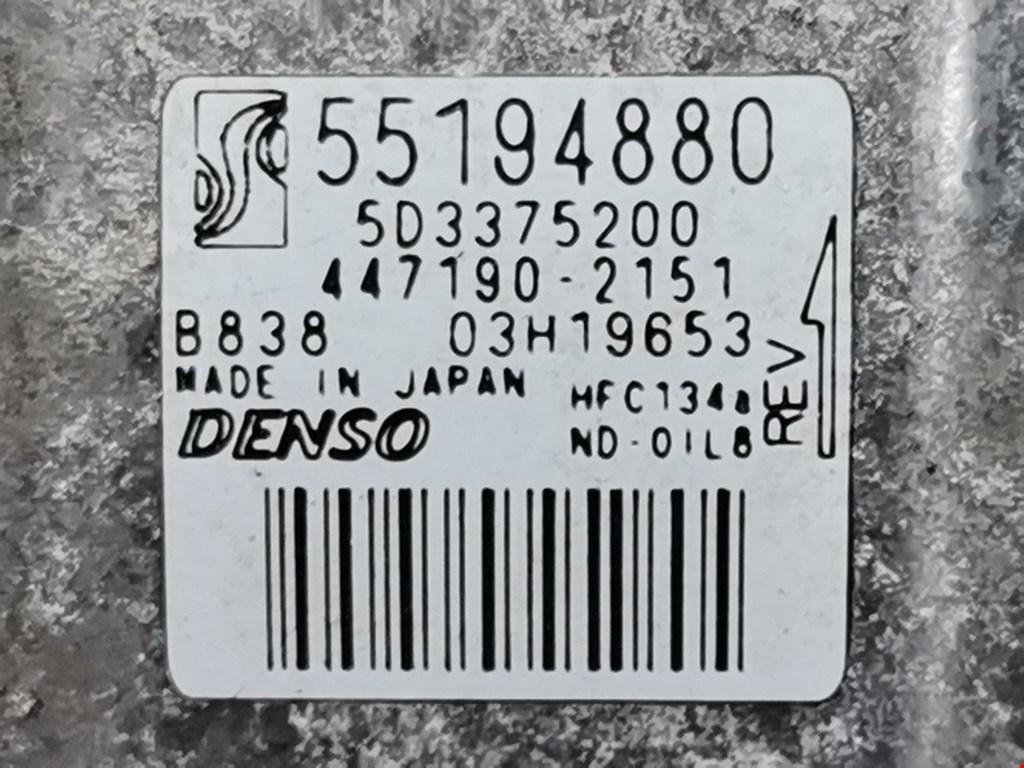 55194880
5D3375200
447190-2151
B838 03H19653
MADE IN JAPAN HFC134a
DENSO ND-OIL8
REV